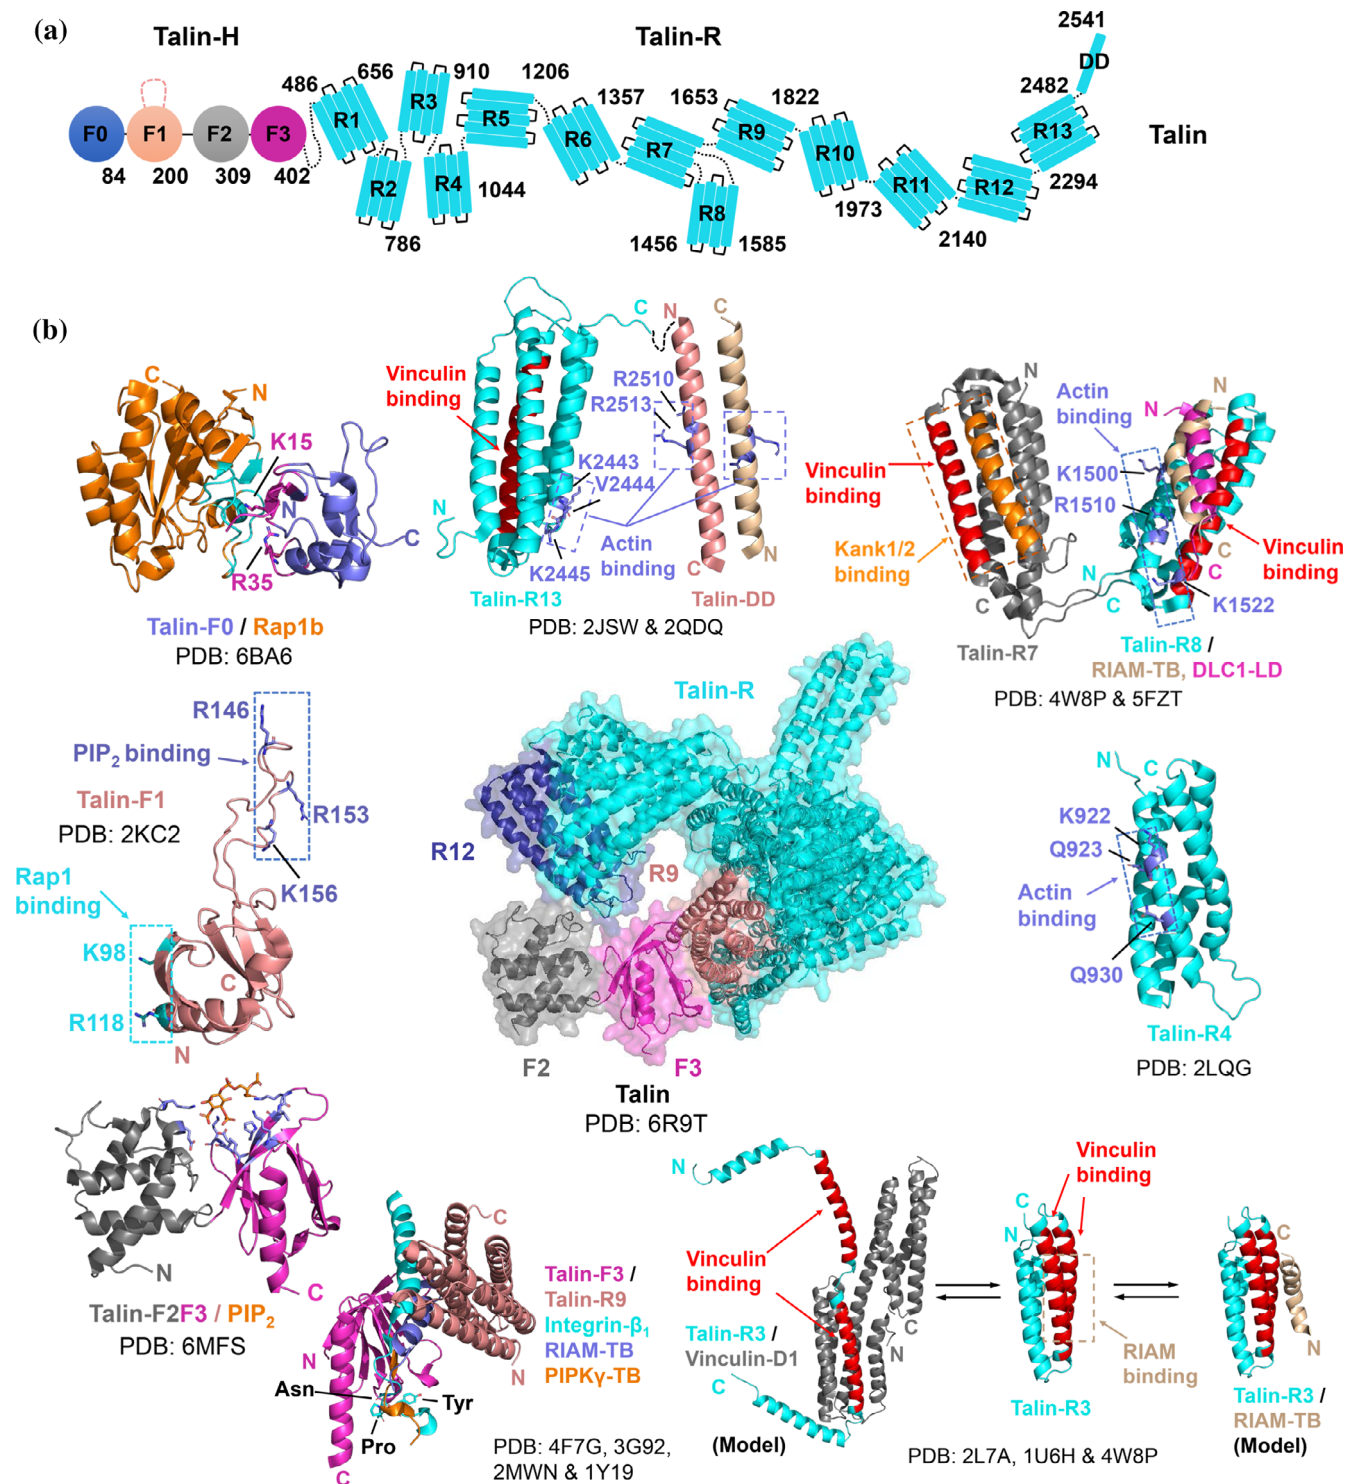 (a)
Talin-H
Talin-R
2541
DD
486
656
910
1206
1357
1653
1822
2482
F0
F1
F2
F3
R1
R3
R5
R6
R7
R9
R10
R11
R12
R13
Talin
84
200
309
402
R2
R4
R8
786
1044
1456
1585
1973
2140
2294
(b)
C
N
K15
N
R35
C
Talin-F0 / Rap1b
PDB: 6BA6
C
N
C
Vinculin
binding
R2510
R2513
K2443
V2444
N
K2445
Actin
binding
C
N
Talin-R13
Talin-DD
PDB: 2JSW & 2QDQ
N
Actin
binding
N
N
K1500
R1510
Vinculin
binding
Kank1/2
binding
Vinculin
binding
N
C
C
C
C
K1522
Talin-R7
Talin-R8 /
RIAM-TB, DLC1-LD
PDB: 4W8P & 5FZT
R146
PIP2 binding
Talin-F1
PDB: 2KC2
R153
K156
Rap1
binding
K98
C
R118
N
Talin-R
R12
R9
F2
F3
Talin
PDB: 6R9T
N
C
K922
Q923
Actin
binding
Q930
Talin-R4
PDB: 2LQG
N
C
Talin-F2F3 / PIP2
PDB: 6MFS
C
N
N
Asn
Tyr
Pro
C
Talin-F3 /
Talin-R9
Integrin-β1
RIAM-TB
PIPKγ-TB
PDB: 4F7G, 3G92,
2MWN & 1Y19
N
Vinculin
binding
Talin-R3 /
Vinculin-D1
C
C
N
(Model)
Vinculin
binding
C
N
RIAM
binding
Talin-R3
PDB: 2L7A, 1U6H & 4W8P
C
N
Talin-R3 /
RIAM-TB
(Model)